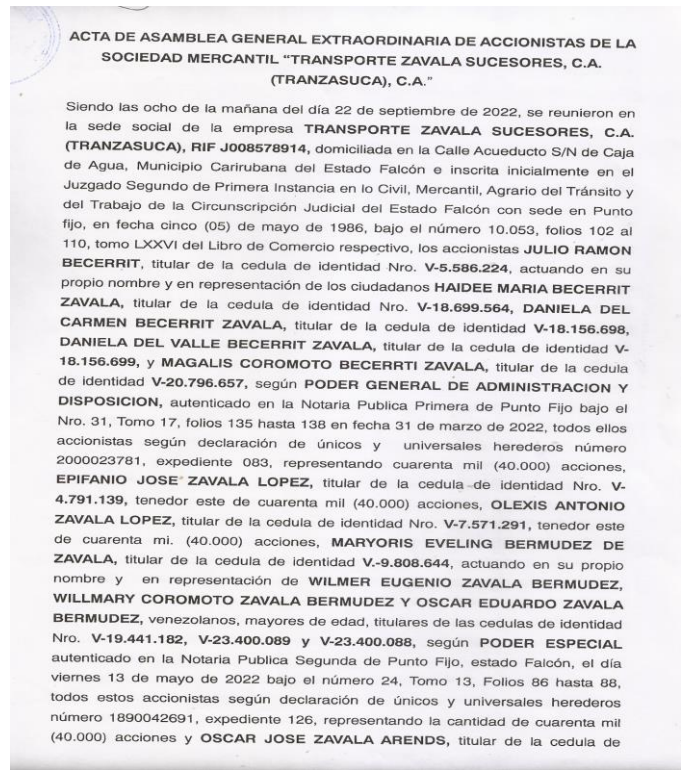 ACTA DE ASAMBLEA GENERAL EXTRAORDINARIA DE ACCIONISTAS DE LA
SOCIEDAD MERCANTIL “TRANSPORTE ZAVALA SUCESORES, C.A.
(TRANZASUCA), C.A.”
Siendo las ocho de la mañana del día 22 de septiembre de 2022, se reunieron en
la sede social de la empresa TRANSPORTE ZAVALA SUCESORES, C.A.
(TRANZASUCA), RIF J008578914, domiciliada en la Calle Acueducto S/N de Caja
de Agua, Municipio Carirubana del Estado Falcón e inscrita inicialmente en el
Juzgado Segundo de Primera Instancia en lo Civil, Mercantil, Agrario del Tránsito y
del Trabajo de la Circunscripción Judicial del Estado Falcón con sede en Punto
fijo, en fecha cinco (05) de mayo de 1986, bajo el número 10.053, folios 102 al
110, tomo LXXVI del Libro de Comercio respectivo, los accionistas JULIO RAMON
BECERRIT, titular de la cedula de identidad Nro. V-5.586.224, actuando en su
propio nombre y en representación de los ciudadanos HAIDEE MARIA BECERRIT
ZAVALA, titular de la cedula de identidad Nro. V-18.699.564, DANIELA DEL
CARMEN BECERRIT ZAVALA, titular de la cedula de identidad V-18.156.698,
DANIELA DEL VALLE BECERRIT ZAVALA, titular de la cedula de identidad V-
18.156.699, y MAGALIS COROMOTO BECERRTI ZAVALA, titular de la cedula
de identidad V-20.796.657, según PODER GENERAL DE ADMINISTRACION Y
DISPOSICION, autenticado en la Notaria Publica Primera de Punto Fijo bajo el
Nro. 31, Tomo 17, folios 135 hasta 138 en fecha 31 de marzo de 2022, todos ellos
accionistas según declaración de únicos y universales herederos número
2000023781, expediente 083, representando cuarenta mil (40.000) acciones,
EPIFANIO JOSE ZAVALA LOPEZ, titular de la cedula de identidad Nro. V-
4.791.139, tenedor este de cuarenta mil (40.000) acciones, OLEXIS ANTONIO
ZAVALA LOPEZ, titular de la cedula de identidad Nro. V-7.571.291, tenedor este
de cuarenta mi. (40.000) acciones, MARYORIS EVELING BERMUDEZ DE
ZAVALA, titular de la cedula de identidad V.-9.808.644, actuando en su propio
nombre y en representación de WILMER EUGENIO ZAVALA BERMUDEZ,
WILLMARY COROMOTO ZAVALA BERMUDEZ Y OSCAR EDUARDO ZAVALA
BERMUDEZ, venezolanos, mayores de edad, titulares de las cedulas de identidad
Nro. V-19.441.182, V-23.400.089 y V-23.400.088, según PODER ESPECIAL
autenticado en la Notaria Publica Segunda de Punto Fijo, estado Falcón, el día
viernes 13 de mayo de 2022 bajo el número 24, Tomo 13, Folios 86 hasta 88,
todos estos accionistas según declaración de únicos y universales herederos
número 1890042691, expediente 126, representando la cantidad de cuarenta mil
(40.000) acciones y OSCAR JOSE ZAVALA ARENDS, titular de la cedula de